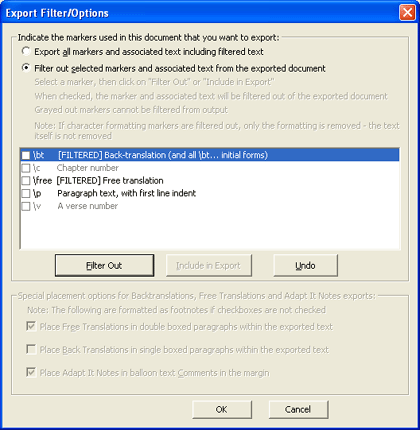 Export Filter/Options
Indicate the markers used in this document that you want to export:
Export all markers and associated text including filtered text
Filter out selected markers and associated text from the exported document
Select a marker, then click on "Filter Out" or "Include in Export"
When checked, the marker and associated text will be filtered out of the exported document
Grayed out markers cannot be filtered from output
Note: If character formatting markers are filtered out, only the formatting is removed - the text
itself is not removed
\bt [FILTERED] Back-translation (and all \bt... initial forms)
\c Chapter number
\free [FILTERED] Free translation
\p Paragraph text, with first line indent
\v A verse number
Filter Out Include in Export Undo
Special placement options for Backtranslations, Free Translations and Adapt It Notes exports:
Note: The following are formatted as footnotes if checkboxes are not checked
Place Free Translations in double boxed paragraphs within the exported text
Place Back Translations in single boxed paragraphs within the exported text
Place Adapt It Notes in balloon text Comments in the margin
OK Cancel